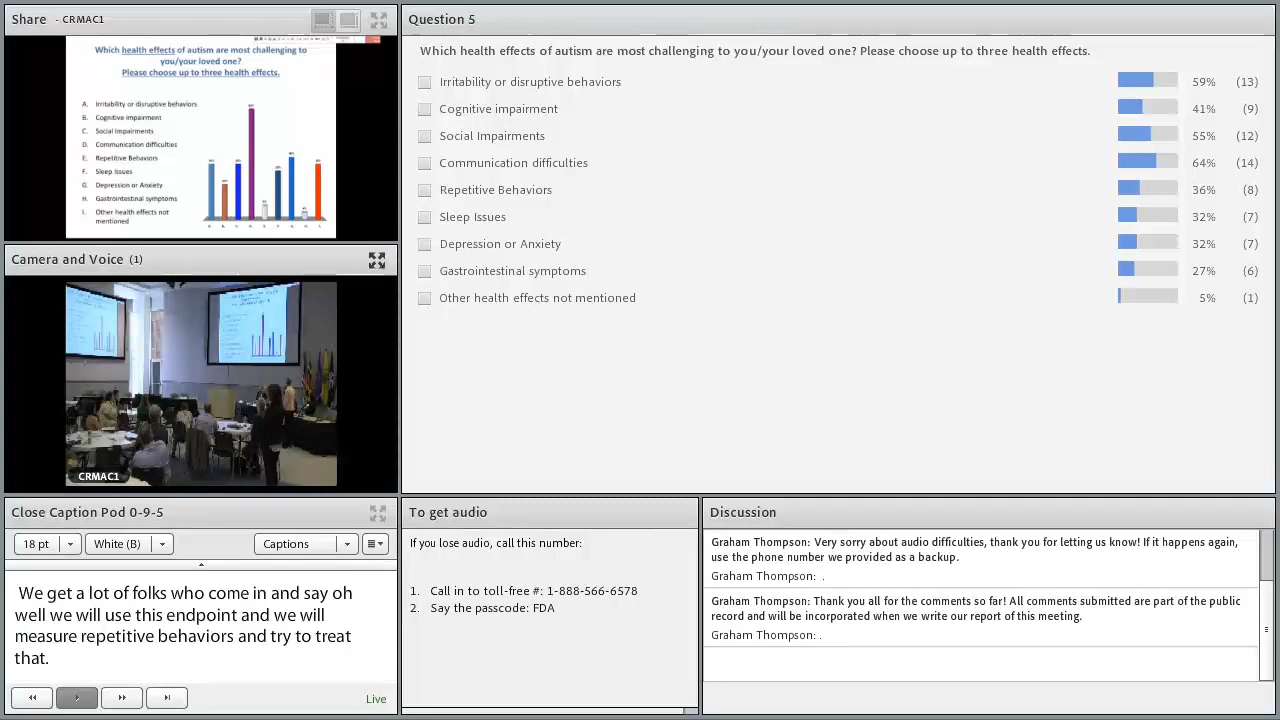 Share - CRMAC1
Which health effects of autism are most challenging to
you/your loved one?
Please choose up to three health effects.
A. Irritability or disruptive behaviors
B. Cognitive impairment
C. Social Impairments
D. Communication difficulties
E. Repetitive Behaviors
F. Sleep Issues
G. Depression or Anxiety
H. Gastrointestinal symptoms
I. Other health effects not
mentioned
Camera and Voice (1)
CRMAC1
Question 5
Which health effects of autism are most challenging to you/your loved one? Please choose up to three health effects.
Irritability or disruptive behaviors 59% (13)
Cognitive impairment 41% (9)
Social Impairments 55% (12)
Communication difficulties 64% (14)
Repetitive Behaviors 36% (8)
Sleep Issues 32% (7)
Depression or Anxiety 32% (7)
Gastrointestinal symptoms 27% (6)
Other health effects not mentioned 5% (1)
Close Caption Pod 0-9-5
18 pt White (B) Captions
We get a lot of folks who come in and say oh
well we will use this endpoint and we will
measure repetitive behaviors and try to treat
that.
Live
To get audio
If you lose audio, call this number:
1. Call in to toll-free #: 1-888-566-6578
2. Say the passcode: FDA
Discussion
Graham Thompson: Very sorry about audio difficulties, thank you for letting us know! If it happens again,
use the phone number we provided as a backup.
Graham Thompson: .
Graham Thompson: Thank you all for the comments so far! All comments submitted are part of the public
record and will be incorporated when we write our report of this meeting.
Graham Thompson: .